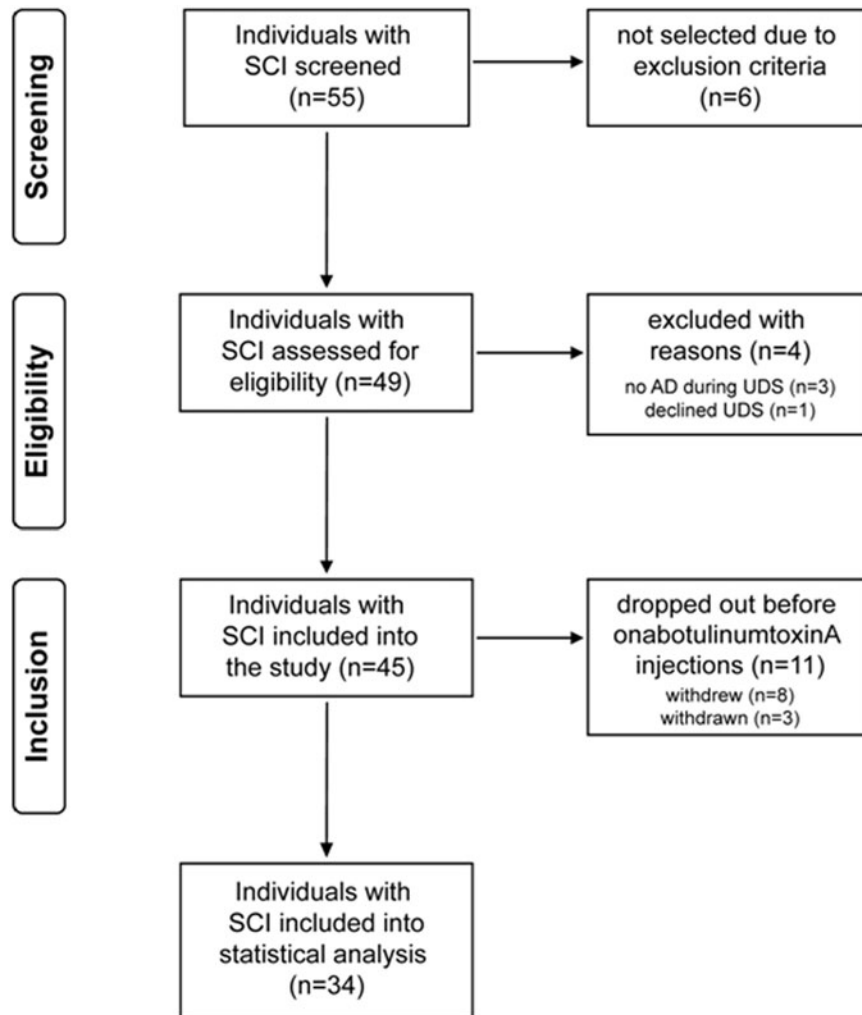 Screening
Individuals with
SCI screened
(n=55)
not selected due to
exclusion criteria
(n=6)
Eligibility
Individuals with
SCI assessed for
eligibility (n=49)
excluded with
reasons (n=4)
no AD during UDS (n=3)
declined UDS (n=1)
Inclusion
Individuals with
SCI included into
the study (n=45)
dropped out before
onabotulinumtoxinA
injections (n=11)
withdrew (n=8)
withdrawn (n=3)
Individuals with
SCI included into
statistical analysis
(n=34)